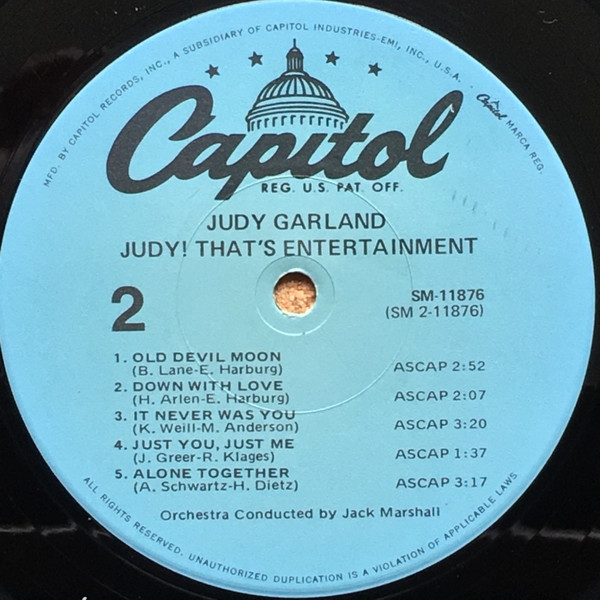 MFD. BY CAPITOL RECORDS, INC., A SUBSIDIARY OF CAPITOL INDUSTRIES-EMI, INC., U.S.A. · Capitol MARCA REG.
Capitol
REG. U.S. PAT. OFF.
JUDY GARLAND
JUDY! THAT'S ENTERTAINMENT
2
SM-11876
(SM 2-11876)
1. OLD DEVIL MOON
(B. Lane-E. Harburg) ASCAP 2:52
2. DOWN WITH LOVE
(H. Arlen-E. Harburg) ASCAP 2:07
3. IT NEVER WAS YOU
(K. Weill-M. Anderson) ASCAP 3:20
4. JUST YOU, JUST ME
(J. Greer-R. Klages) ASCAP 1:37
5. ALONE TOGETHER
(A. Schwartz-H. Dietz) ASCAP 3:17
Orchestra Conducted by Jack Marshall
ALL RIGHTS RESERVED. UNAUTHORIZED DUPLICATION IS A VIOLATION OF APPLICABLE LAWS